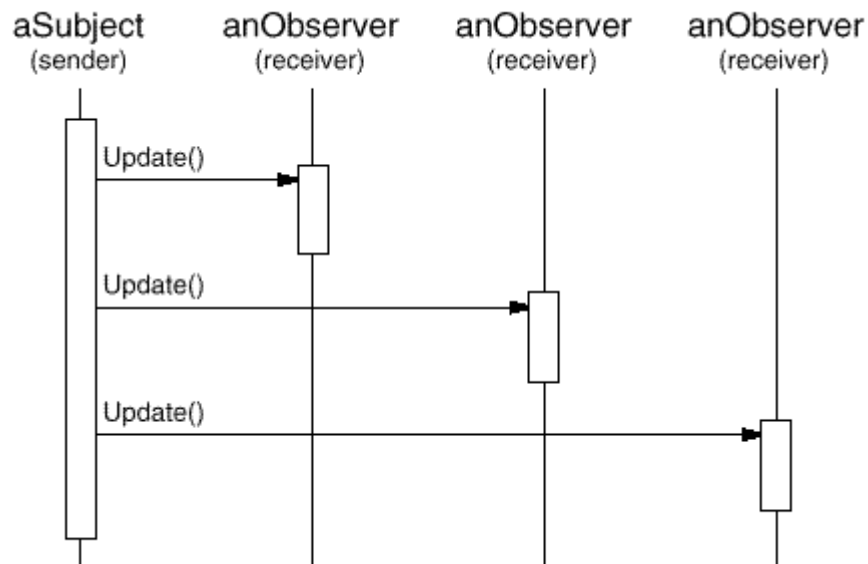 aSubject anObserver anObserver anObserver
(sender) (receiver) (receiver) (receiver)
Update()
Update()
Update()